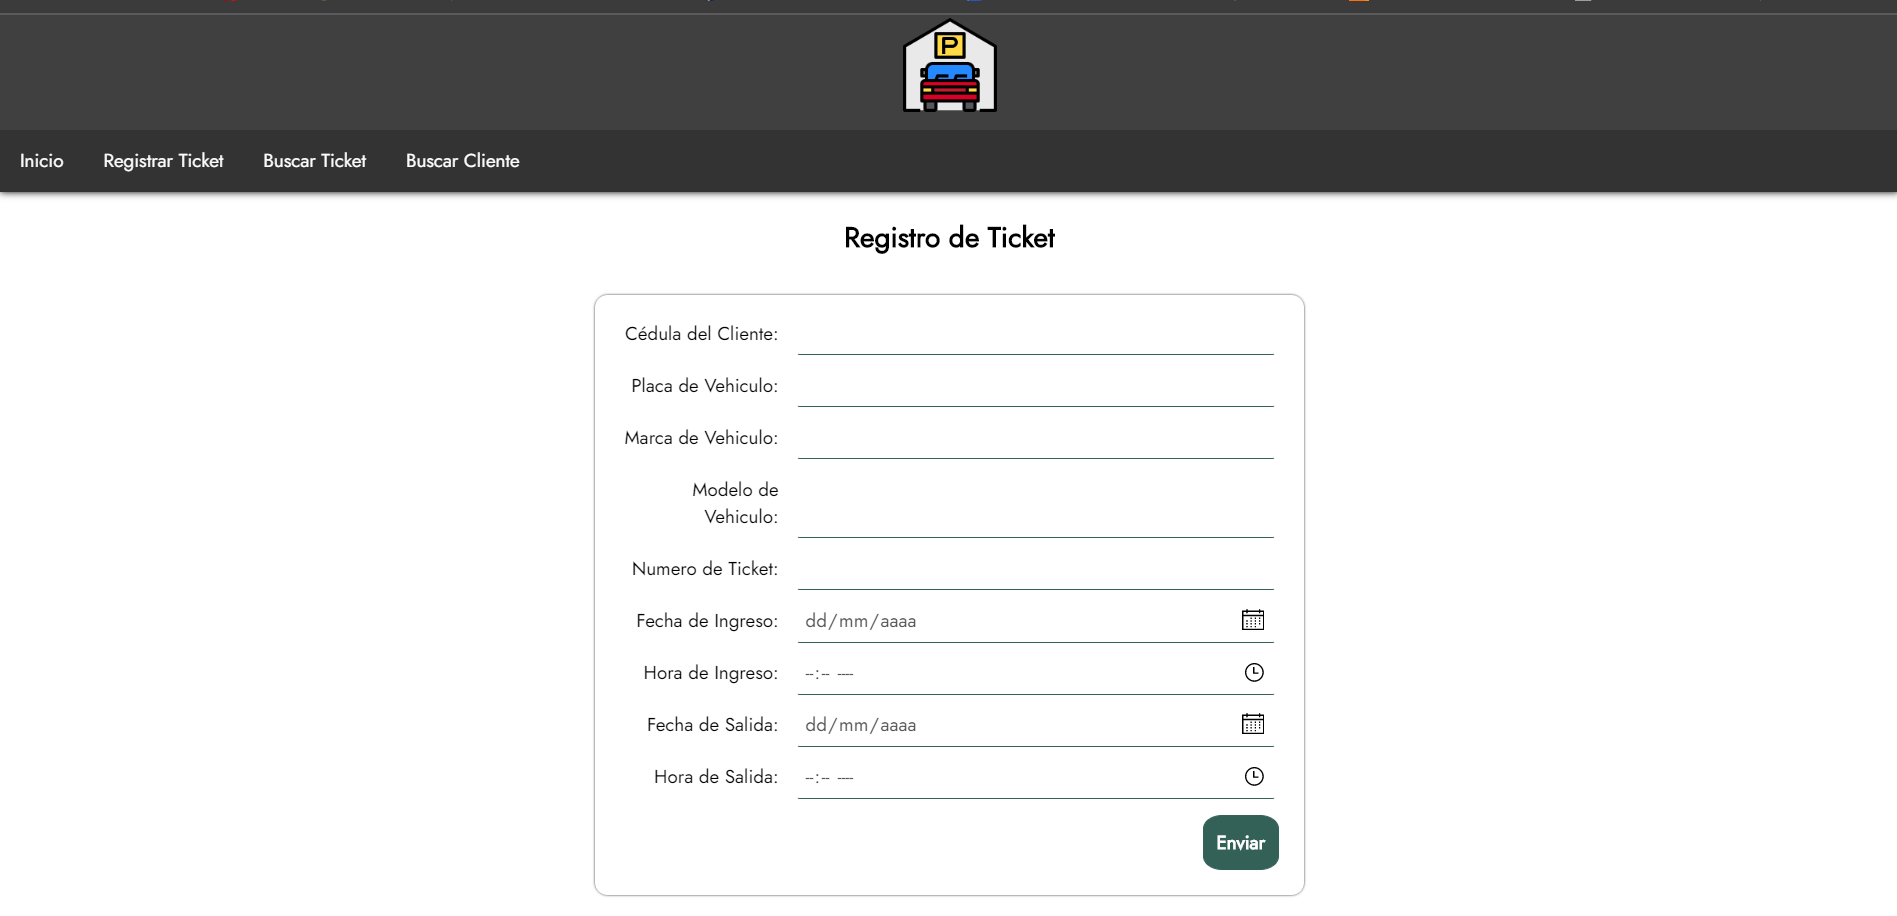 P
Inicio Registrar Ticket Buscar Ticket Buscar Cliente
Registro de Ticket
Cédula del Cliente:
Placa de Vehiculo:
Marca de Vehiculo:
Modelo de
Vehiculo:
Numero de Ticket:
Fecha de Ingreso: dd/mm/aaaa
Hora de Ingreso: --:-- ----
Fecha de Salida: dd/mm/aaaa
Hora de Salida: --:-- ----
Enviar